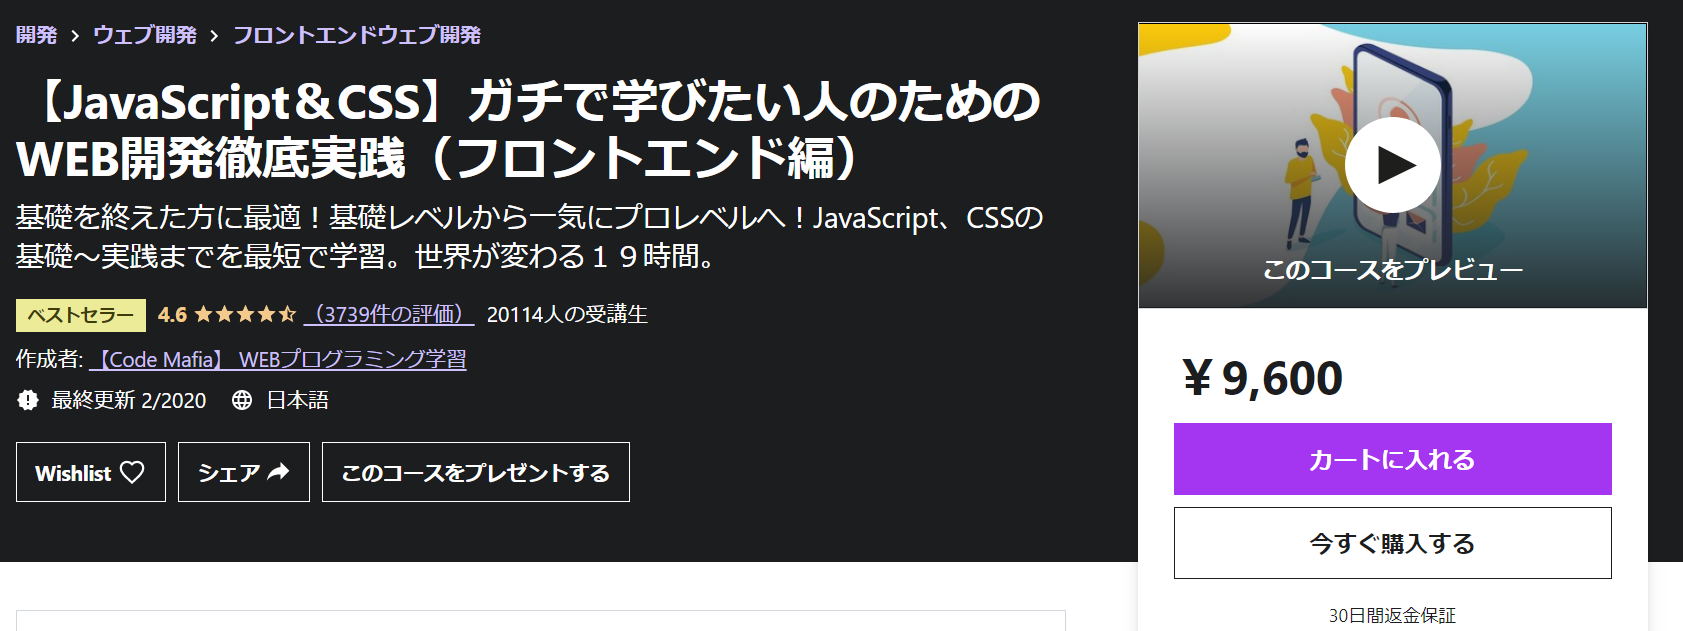 開発 › ウェブ開発 › フロントエンドウェブ開発
【JavaScript＆CSS】ガチで学びたい人のための
WEB開発徹底実践（フロントエンド編）
基礎を終えた方に最適！基礎レベルから一気にプロレベルへ！JavaScript、CSSの
基礎～実践までを最短で学習。世界が変わる１９時間。
ベストセラー 4.6 （3739件の評価） 20114人の受講生
作成者: 【Code Mafia】 WEBプログラミング学習
最終更新 2/2020 日本語
Wishlist シェア このコースをプレゼントする
このコースをプレビュー
￥9,600
カートに入れる
今すぐ購入する
30日間返金保証